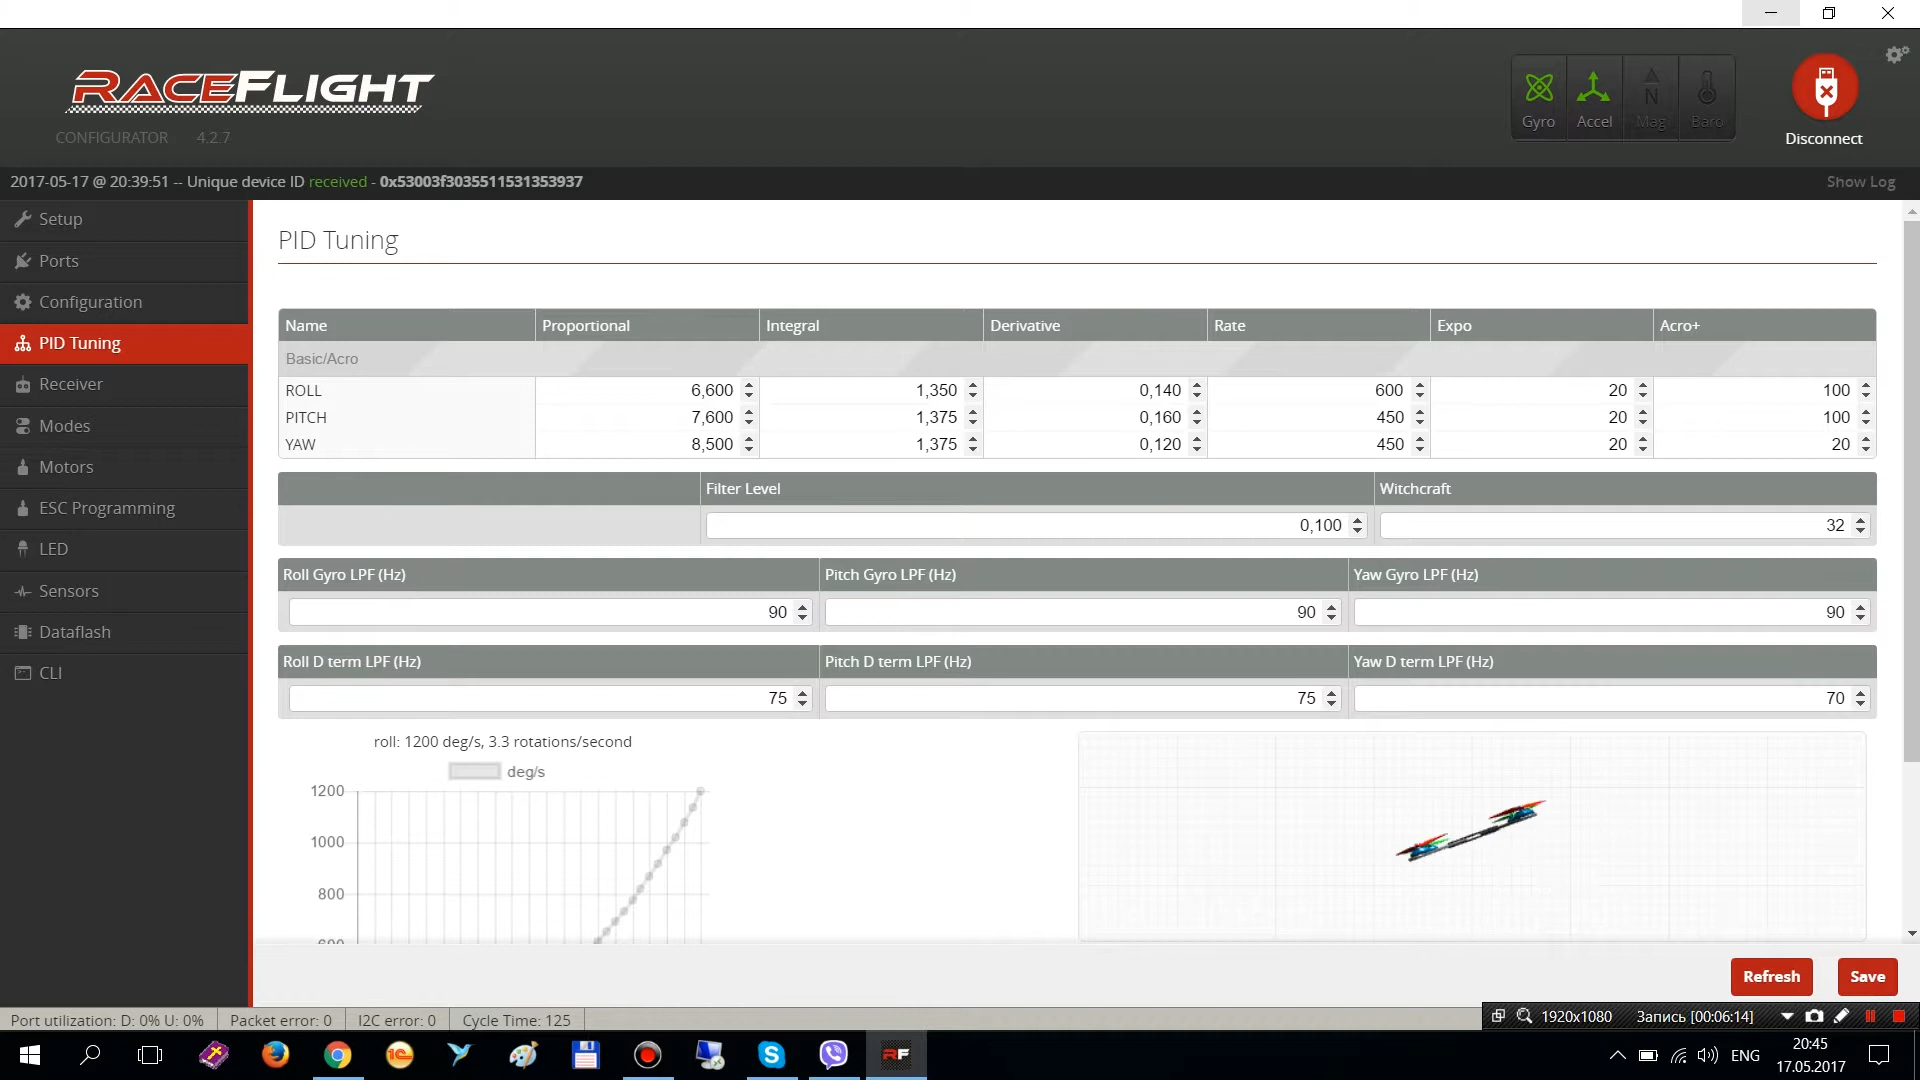 RACEFLIGHT
CONFIGURATOR 4.2.7
Gyro Accel Mag Baro
Disconnect
2017-05-17 @ 20:39:51 -- Unique device ID received - 0x53003f3035511531353937
Show Log
Setup
Ports
Configuration
PID Tuning
Receiver
Modes
Motors
ESC Programming
LED
Sensors
Dataflash
CLI
PID Tuning
Name Proportional Integral Derivative Rate Expo Acro+
Basic/Acro
ROLL 6,600 1,350 0,140 600 20 100
PITCH 7,600 1,375 0,160 450 20 100
YAW 8,500 1,375 0,120 450 20 20
Filter Level Witchcraft
0,100 32
Roll Gyro LPF (Hz) Pitch Gyro LPF (Hz) Yaw Gyro LPF (Hz)
90 90 90
Roll D term LPF (Hz) Pitch D term LPF (Hz) Yaw D term LPF (Hz)
75 75 70
roll: 1200 deg/s, 3.3 rotations/second
deg/s
1200
1000
800
600
Refresh Save
Port utilization: D: 0% U: 0% Packet error: 0 I2C error: 0 Cycle Time: 125
1920x1080 Запись [00:06:14]
1С RF ENG
20:45
17.05.2017